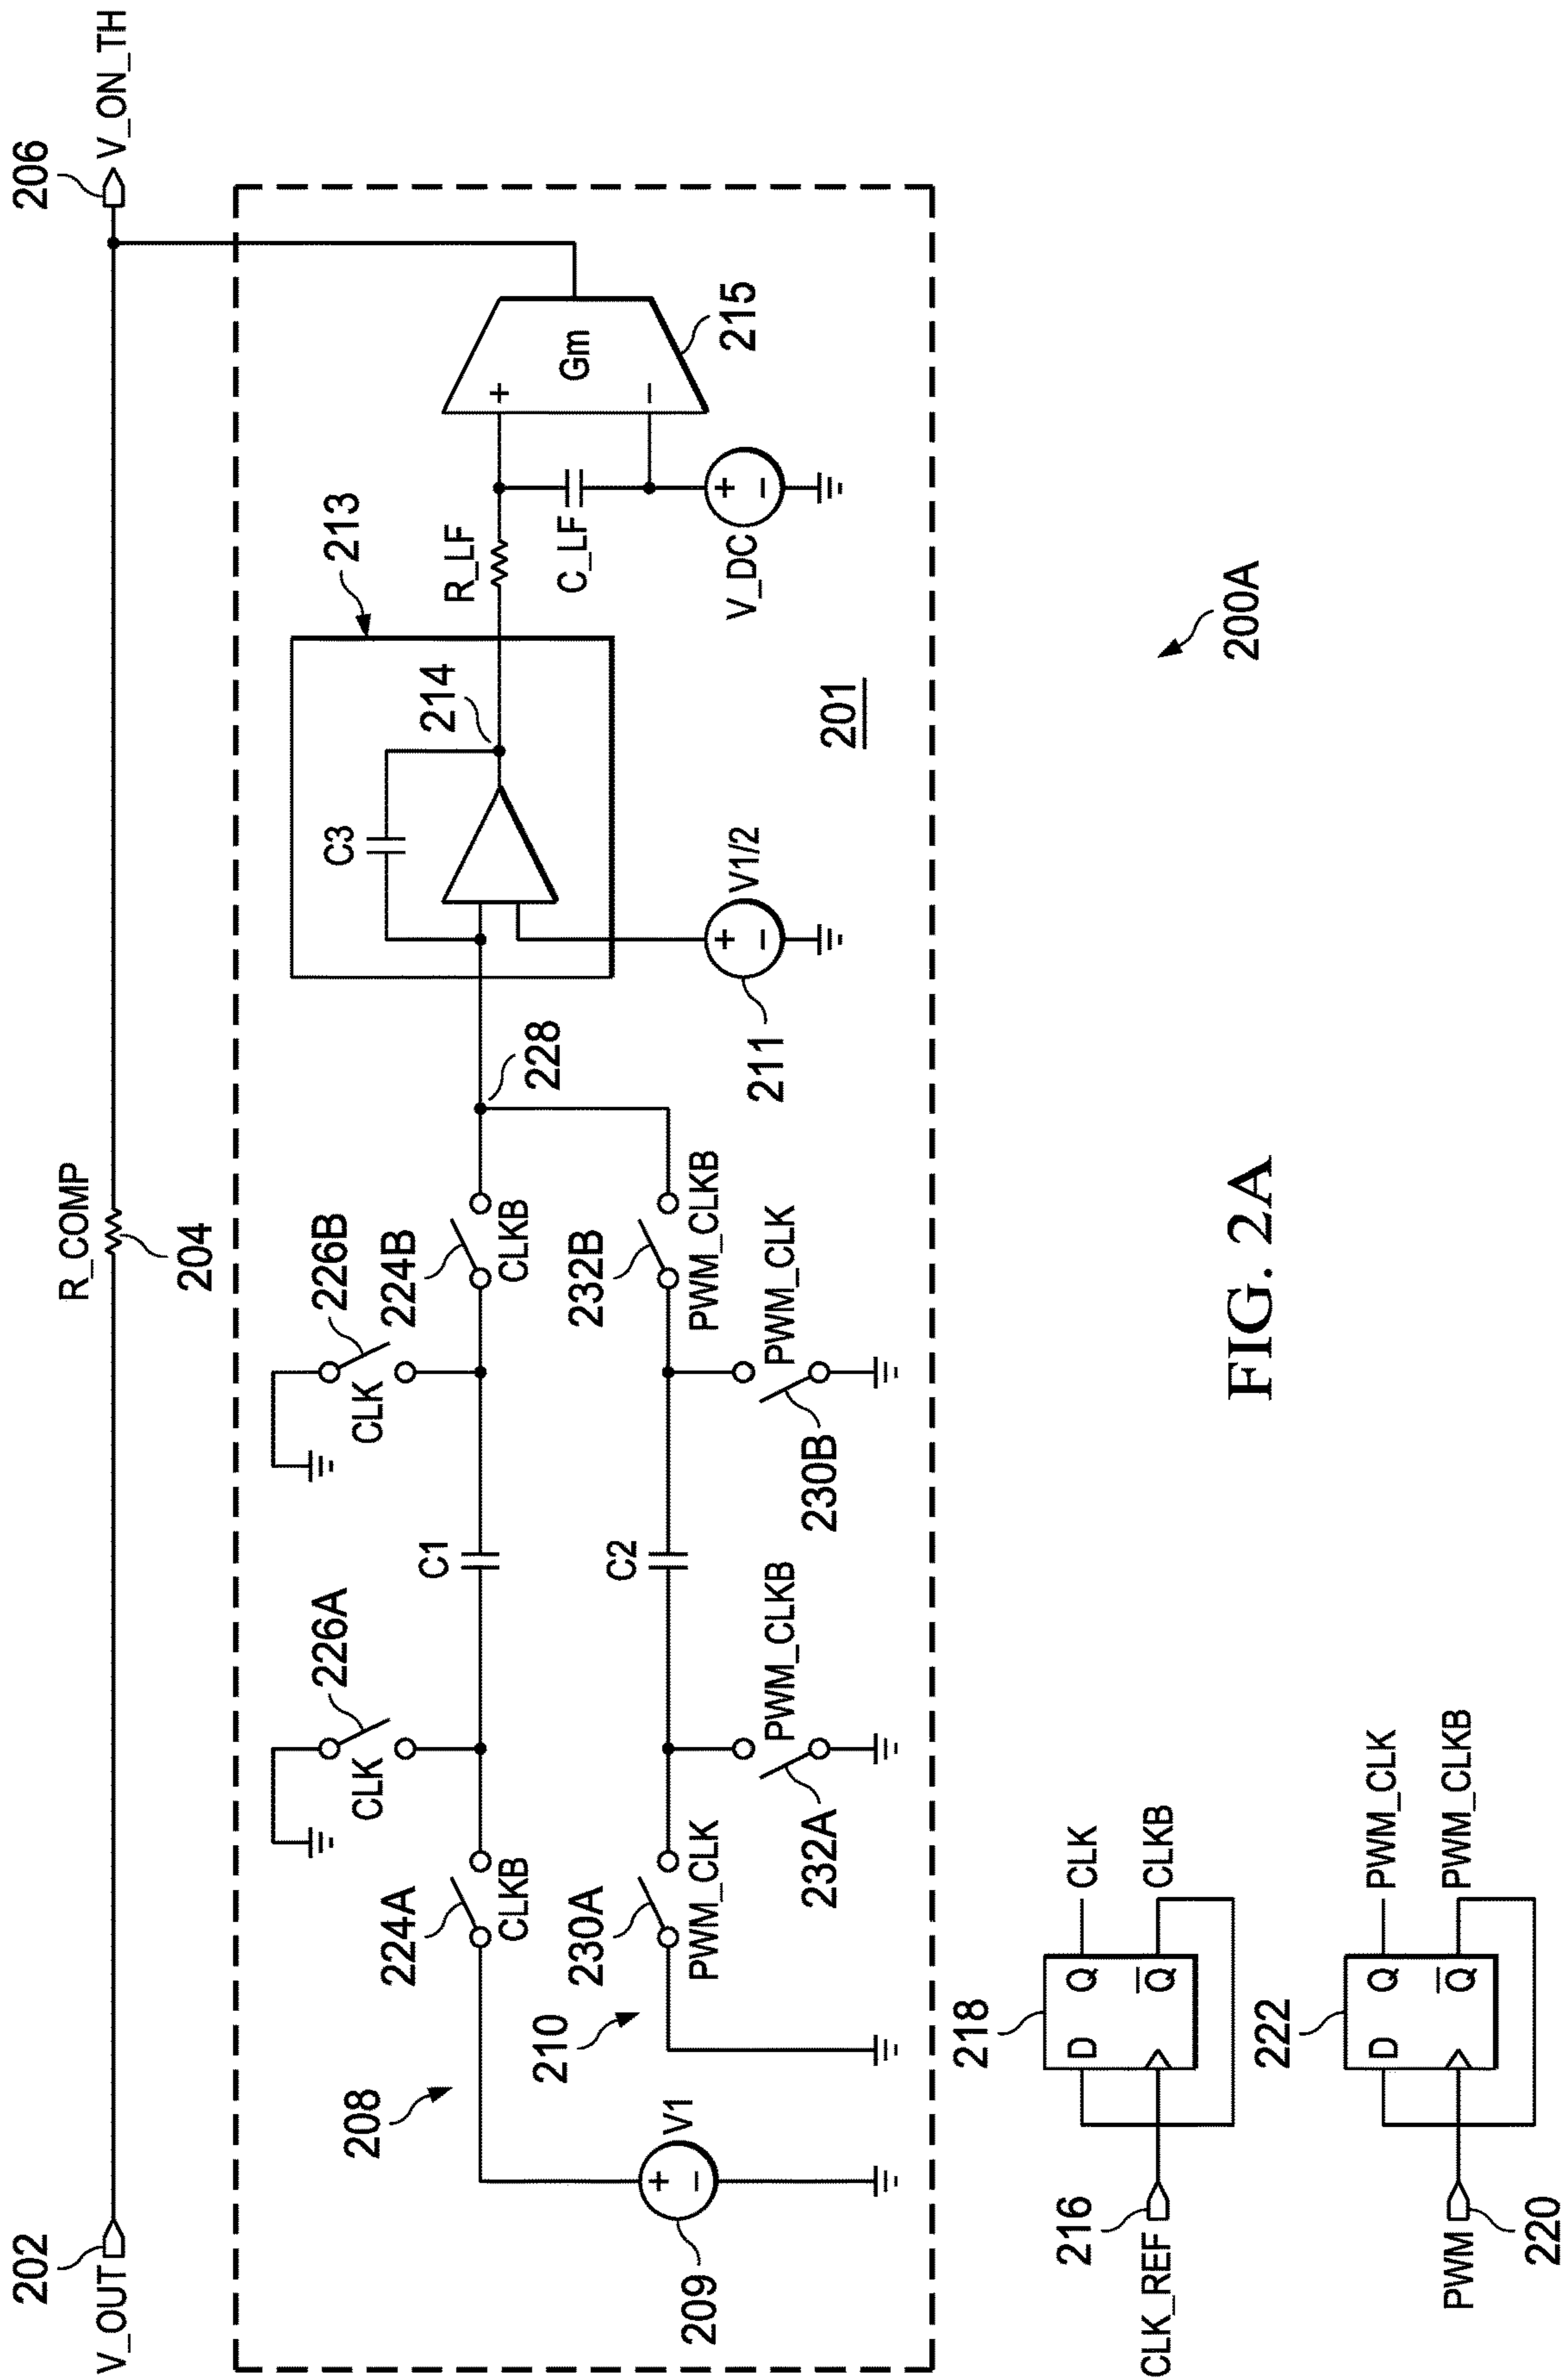 202
V_OUT
R_COMP
204
206
V_ON_TH
208
209
V1
224A
CLKB
226A
CLK
C1
226B
CLK
224B
CLKB
228
210
230A
PWM_CLK
232A
PWM_CLKB
C2
230B
PWM_CLK
232B
PWM_CLKB
213
C3
214
211
V1/2
R_LF
C_LF
V_DC
+
−
Gm
215
+
−
+
−
+
−
201
216
CLK_REF
218
D
Q
Q̅
CLK
CLKB
220
PWM
222
D
Q
Q̅
PWM_CLK
PWM_CLKB
200A
FIG. 2A